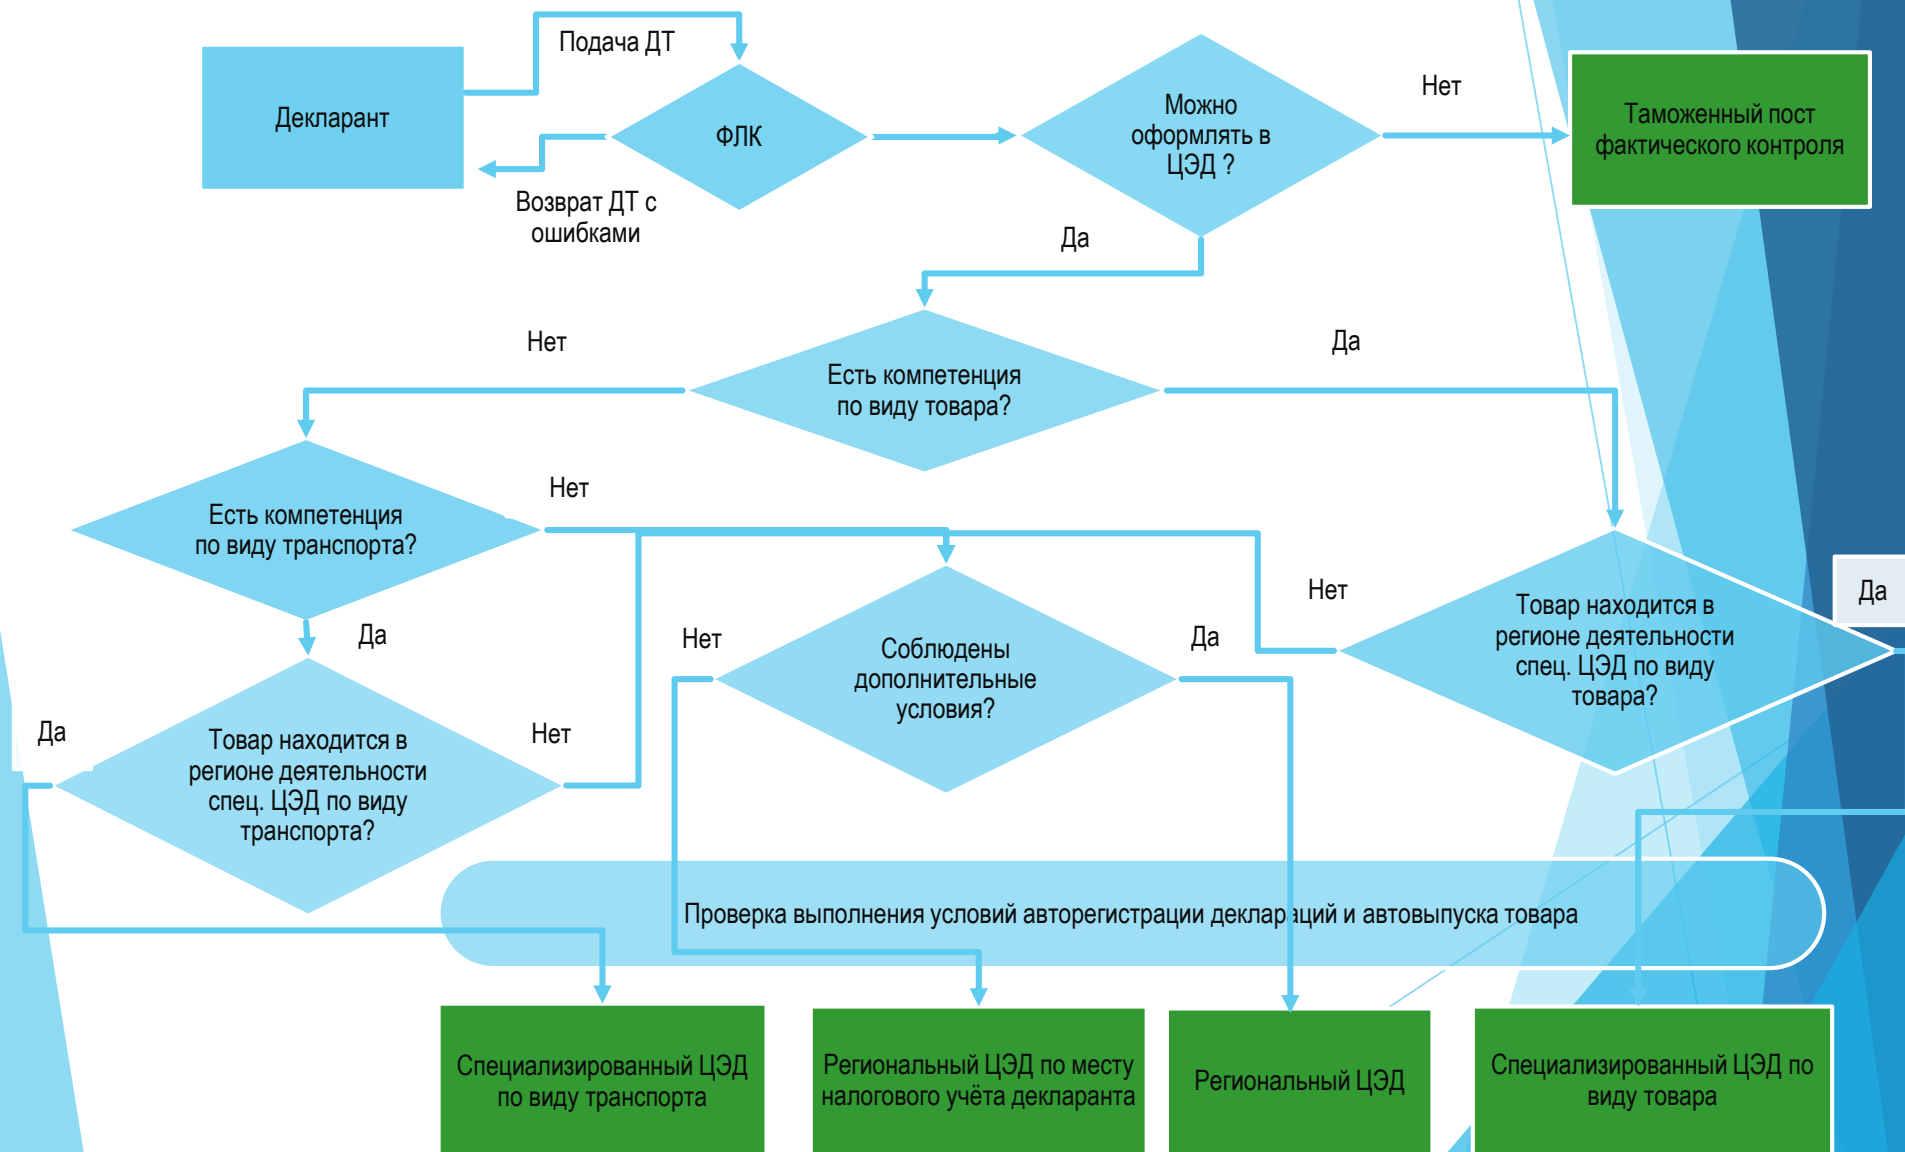 Подача ДТ
Декларант
ФЛК
Возврат ДТ с
ошибками
Можно
оформлять в
ЦЭД ?
Нет
Таможенный пост
фактического контроля
Да
Нет
Есть компетенция
по виду товара?
Да
Есть компетенция
по виду транспорта?
Нет
Да
Нет
Соблюдены
дополнительные
условия?
Да
Нет
Товар находится в
регионе деятельности
спец. ЦЭД по виду
товара?
Да
Да
Товар находится в
регионе деятельности
спец. ЦЭД по виду
транспорта?
Нет
Проверка выполнения условий авторегистрации деклараций и автовыпуска товара
Специализированный ЦЭД
по виду транспорта
Региональный ЦЭД по месту
налогового учёта декларанта
Региональный ЦЭД
Специализированный ЦЭД по
виду товара